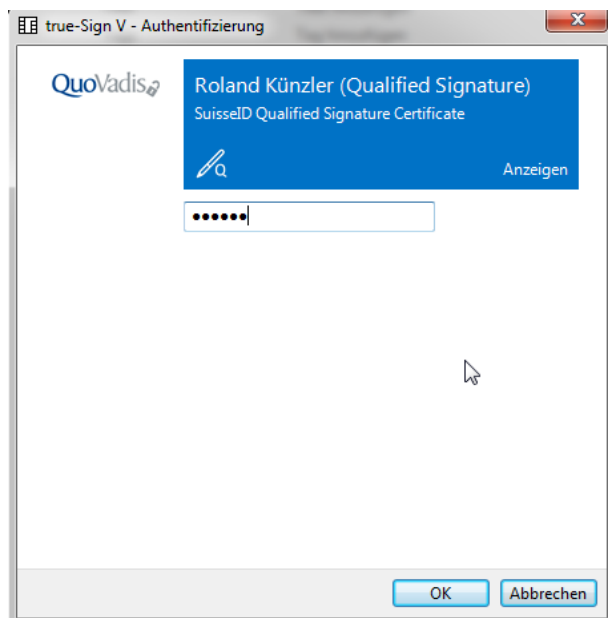 true-Sign V - Authentifizierung
QuoVadis
Roland Künzler (Qualified Signature)
SuisseID Qualified Signature Certificate
Anzeigen
••••••
OK
Abbrechen